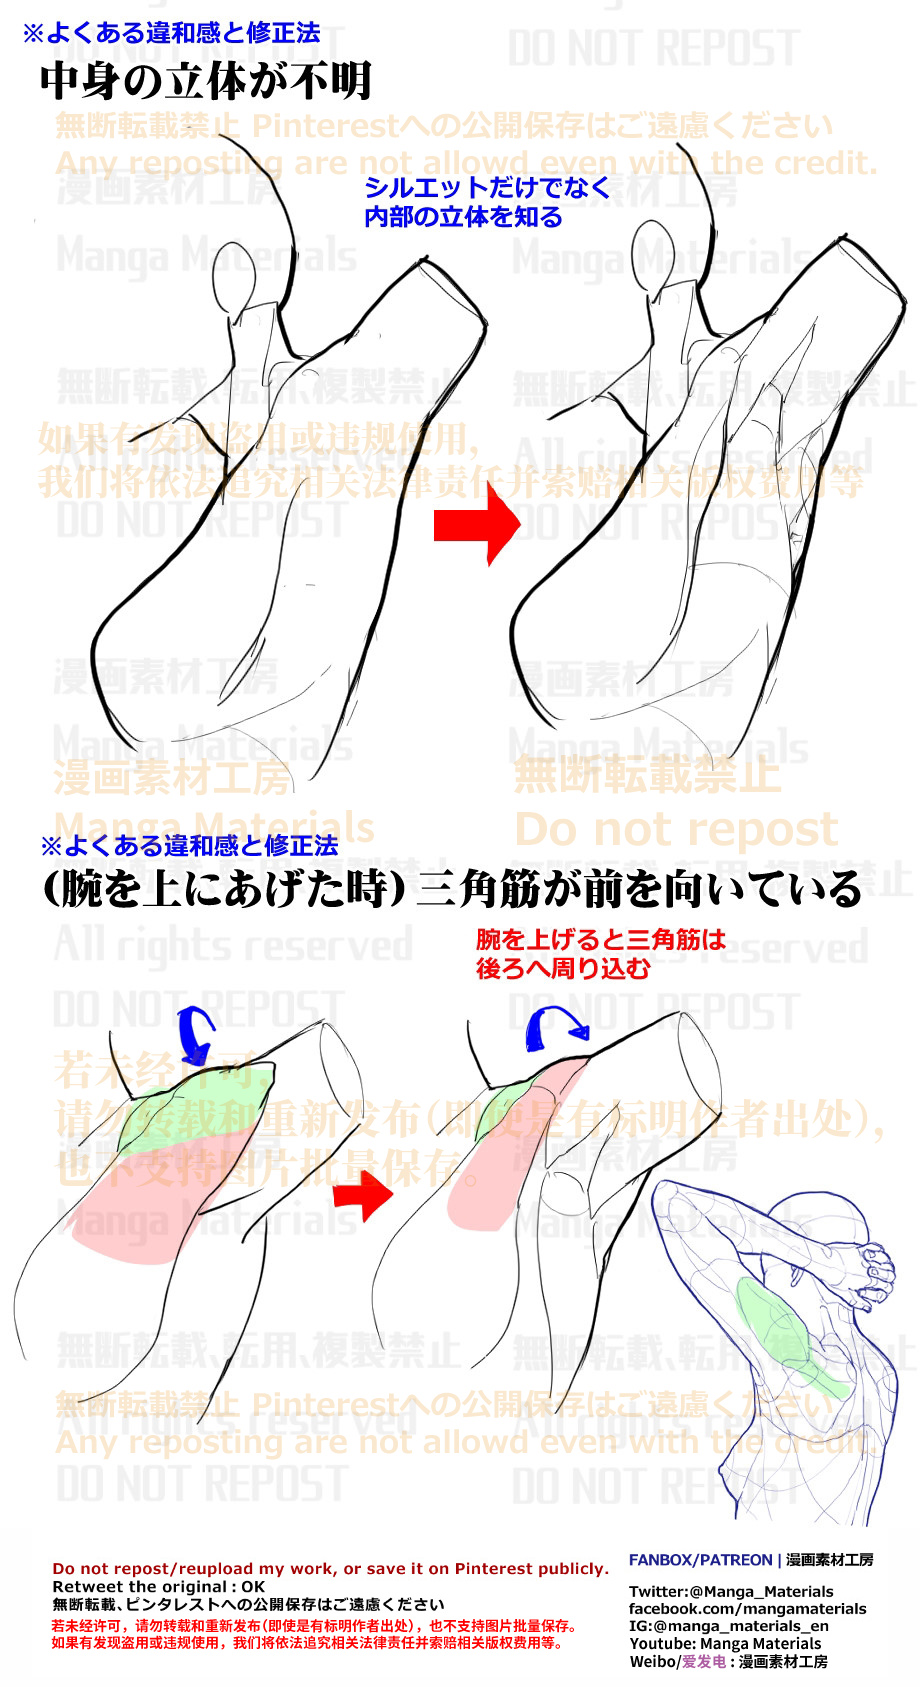 ※よくある違和感と修正法
DO NOT REPOST
中身の立体が不明
無断転載禁止 Pinterestへの公開保存はご遠慮ください
Any reposting are not allowd even with the credit.
漫画素材工房
シルエットだけでなく
内部の立体を知る
Manga Materials
Manga Materials
無断転載、転用、複製禁止
無断転載、転用、複製禁止
如果有发现盗用或违规使用，
All rights reserved
我们将依法追究相关法律责任并索赔相关版权费用等
DO NOT REPOST
DO NOT REPOST
漫画素材工房
漫画素材工房
Manga Materials
Manga Materials
漫画素材工房
無断転載禁止
Manga Materials
Do not repost
※よくある違和感と修正法
(腕を上にあげた時)三角筋が前を向いている
All rights reserved
腕を上げると三角筋は
後ろへ周り込む
DO NOT REPOST
DO NOT REPOST
若未经许可，
请勿转载和重新发布（即使是有标明作者出处），
也不支持图片批量保存。
漫画素材工房
Manga Materials
Manga Materials
無断転載、転用、複製禁止
無断転載、転用、複製禁止
無断転載禁止 Pinterestへの公開保存はご遠慮ください
All rights reserved
Any reposting are not allowd even with the credit.
DO NOT REPOST
DO NOT REPOST
Do not repost/reupload my work, or save it on Pinterest publicly.
Retweet the original : OK
無断転載、ピンタレストへの公開保存はご遠慮ください
若未经许可，请勿转载和重新发布（即使是有标明作者出处），也不支持图片批量保存。
如果有发现盗用或违规使用，我们将依法追究相关法律责任并索赔相关版权费用等。
FANBOX/PATREON | 漫画素材工房
Twitter:@Manga_Materials
facebook.com/mangamaterials
IG:@manga_materials_en
Youtube: Manga Materials
Weibo/爱发电 : 漫画素材工房